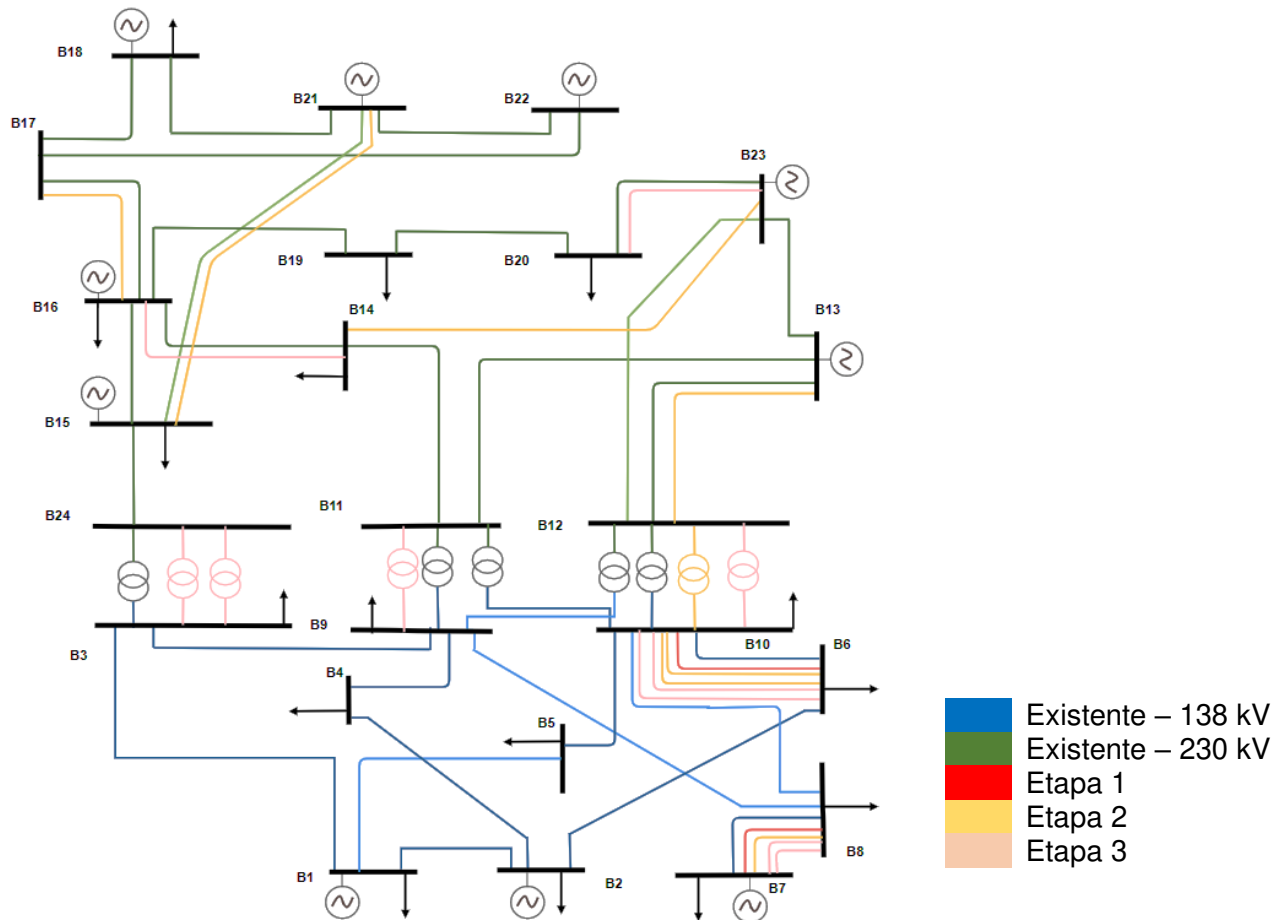 B18
B21
B22
B17
B23
B19
B20
B16
B14
B13
B15
B24
B11
B12
B9
B10
B6
B3
B4
B5
B1
B2
B7
B8
Existente – 138 kV
Existente – 230 kV
Etapa 1
Etapa 2
Etapa 3